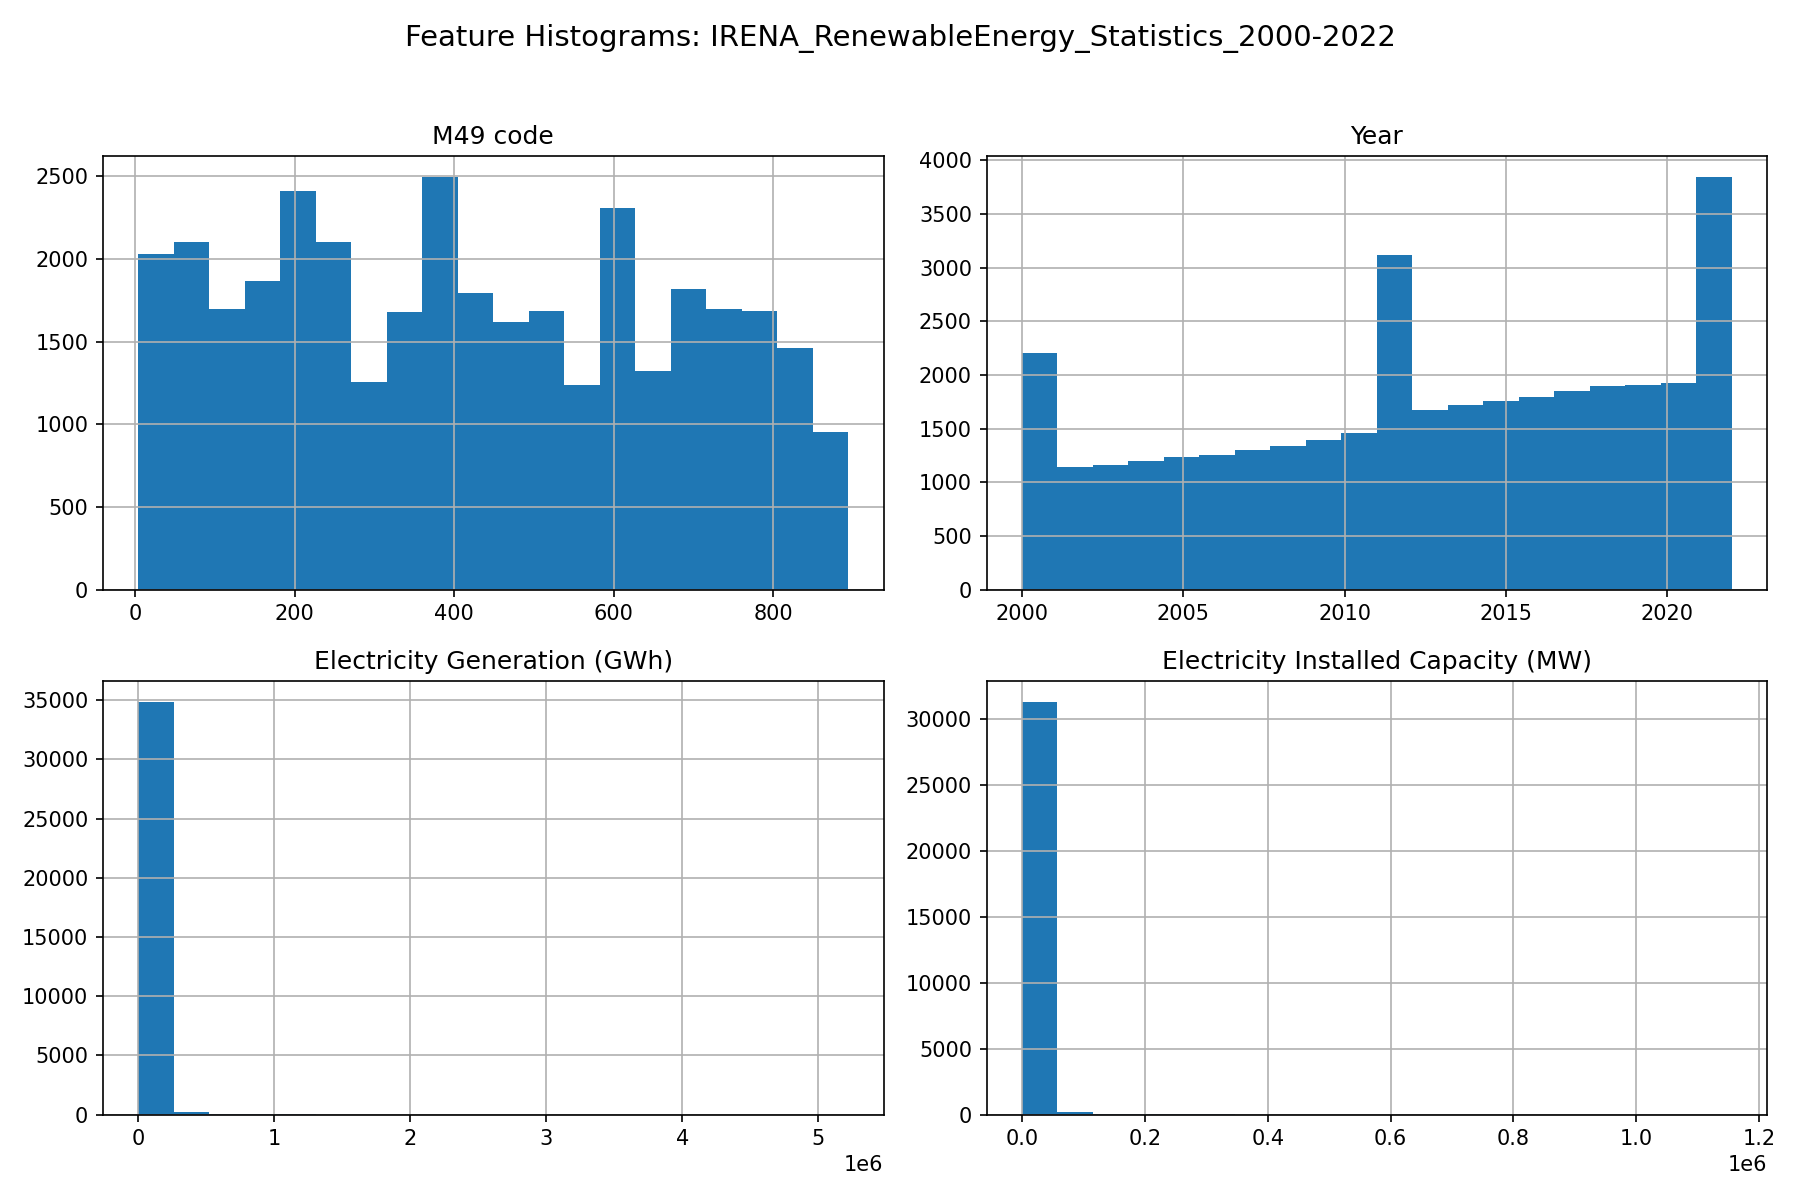 Feature Histograms: IRENA_RenewableEnergy_Statistics_2000-2022
M49 code
2500
2000
1500
1000
500
0
0 200 400 600 800
Year
4000
3500
3000
2500
2000
1500
1000
500
0
2000 2005 2010 2015 2020
Electricity Generation (GWh)
35000
30000
25000
20000
15000
10000
5000
0
0 1 2 3 4 5
1e6
Electricity Installed Capacity (MW)
30000
25000
20000
15000
10000
5000
0
0.0 0.2 0.4 0.6 0.8 1.0 1.2
1e6